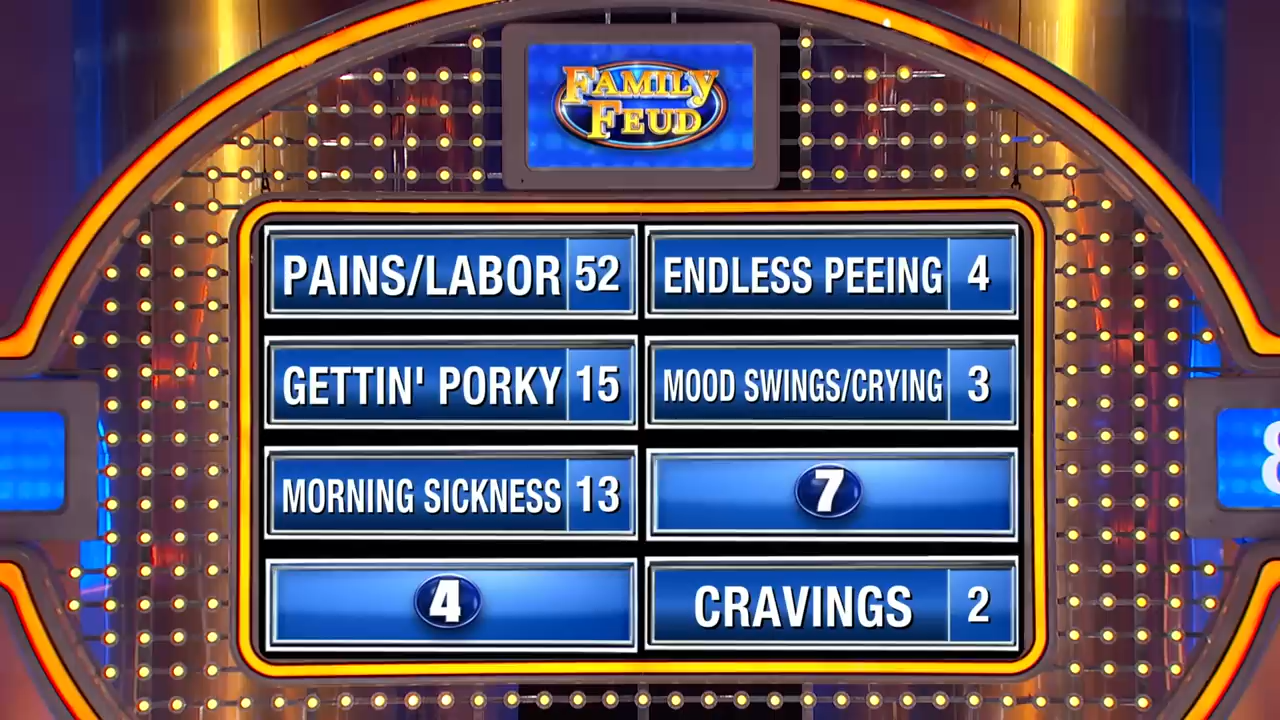 FAMILY
FEUD
PAINS/LABOR 52
GETTIN' PORKY 15
MORNING SICKNESS 13
4
ENDLESS PEEING 4
MOOD SWINGS/CRYING 3
7
CRAVINGS 2
8